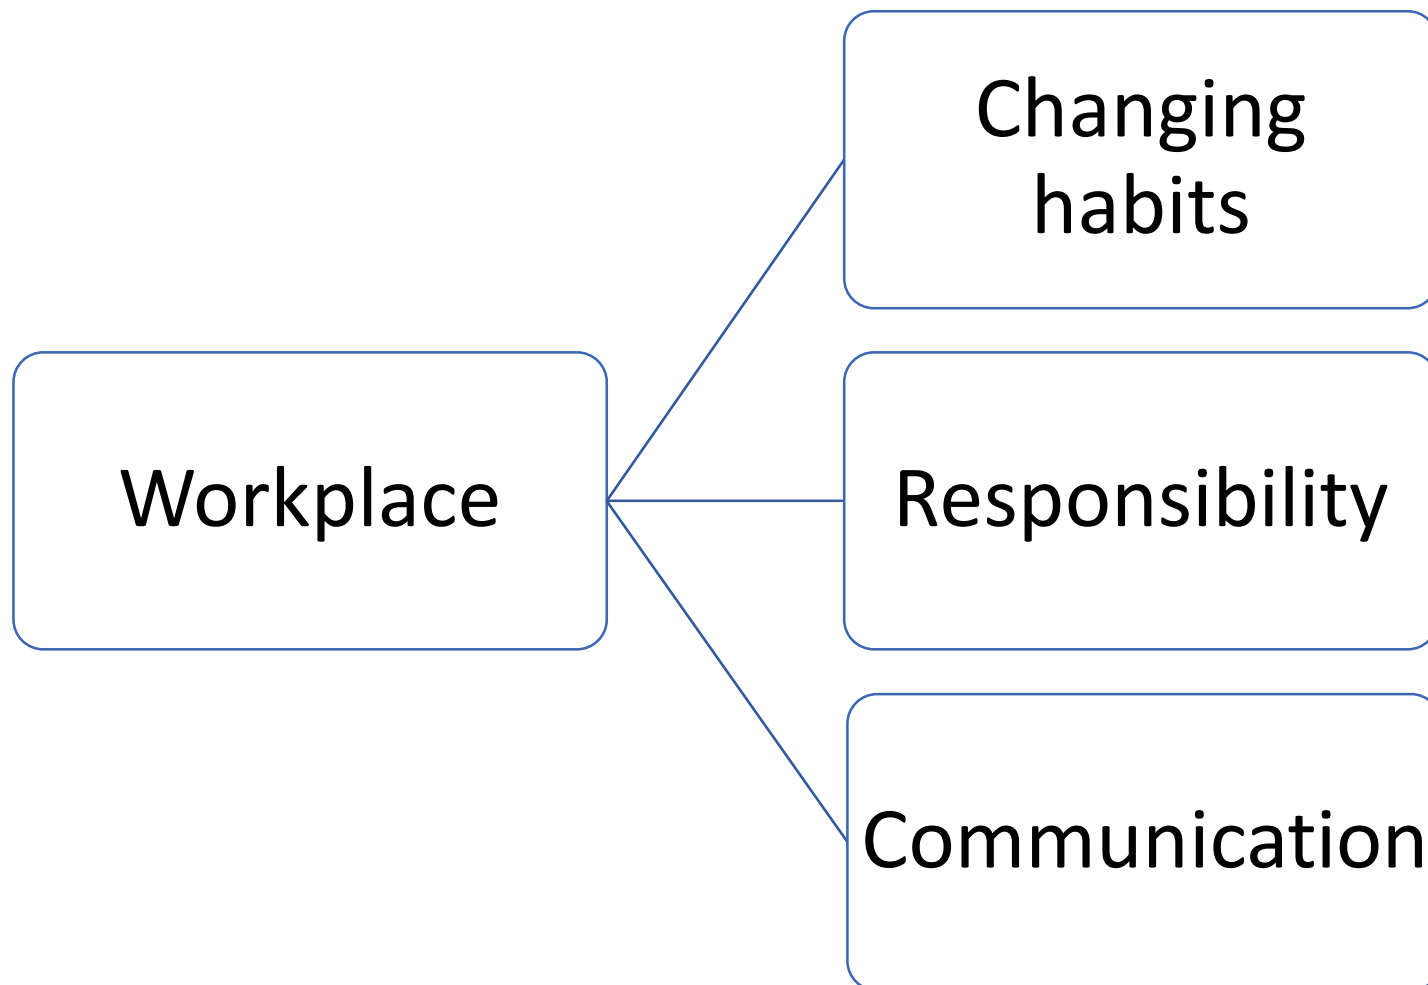 Workplace
Changing
habits
Responsibility
Communication